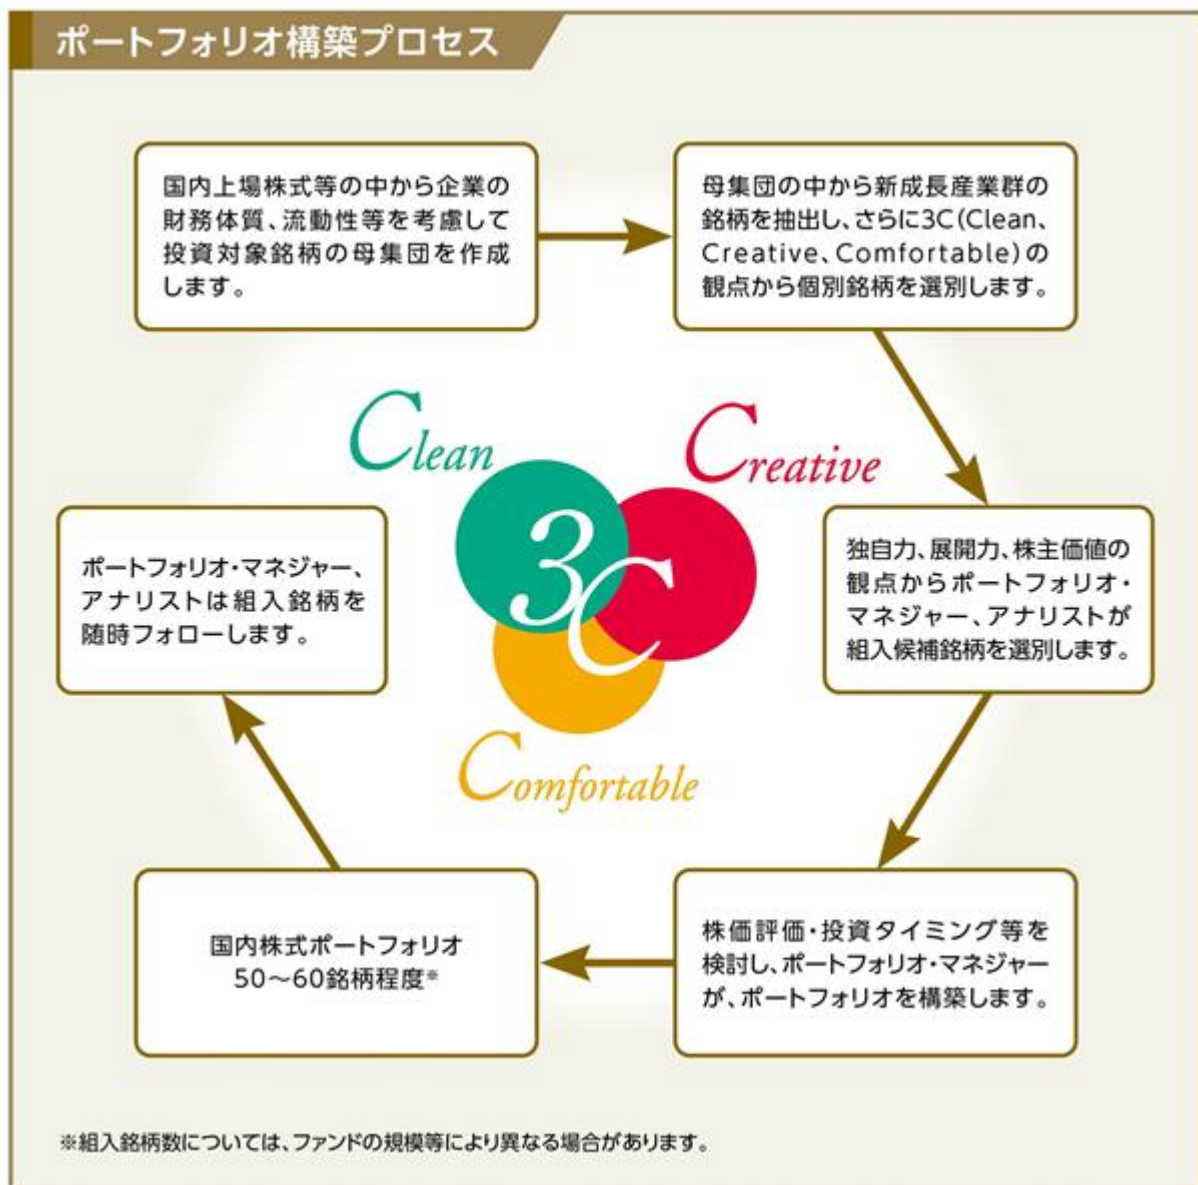 ポートフォリオ構築プロセス
国内上場株式等の中から企業の
財務体質、流動性等を考慮して
投資対象銘柄の母集団を作成
します。
母集団の中から新成長産業群の
銘柄を抽出し、さらに3C(Clean、
Creative、Comfortable)の
観点から個別銘柄を選別します。
独自力、展開力、株主価値の
観点からポートフォリオ・
マネジャー、アナリストが
組入候補銘柄を選別します。
株価評価・投資タイミング等を
検討し、ポートフォリオ・マネジャー
が、ポートフォリオを構築します。
国内株式ポートフォリオ
50～60銘柄程度※
ポートフォリオ・マネジャー、
アナリストは組入銘柄を
随時フォローします。
Clean
Creative
3C
Comfortable
※組入銘柄数については、ファンドの規模等により異なる場合があります。